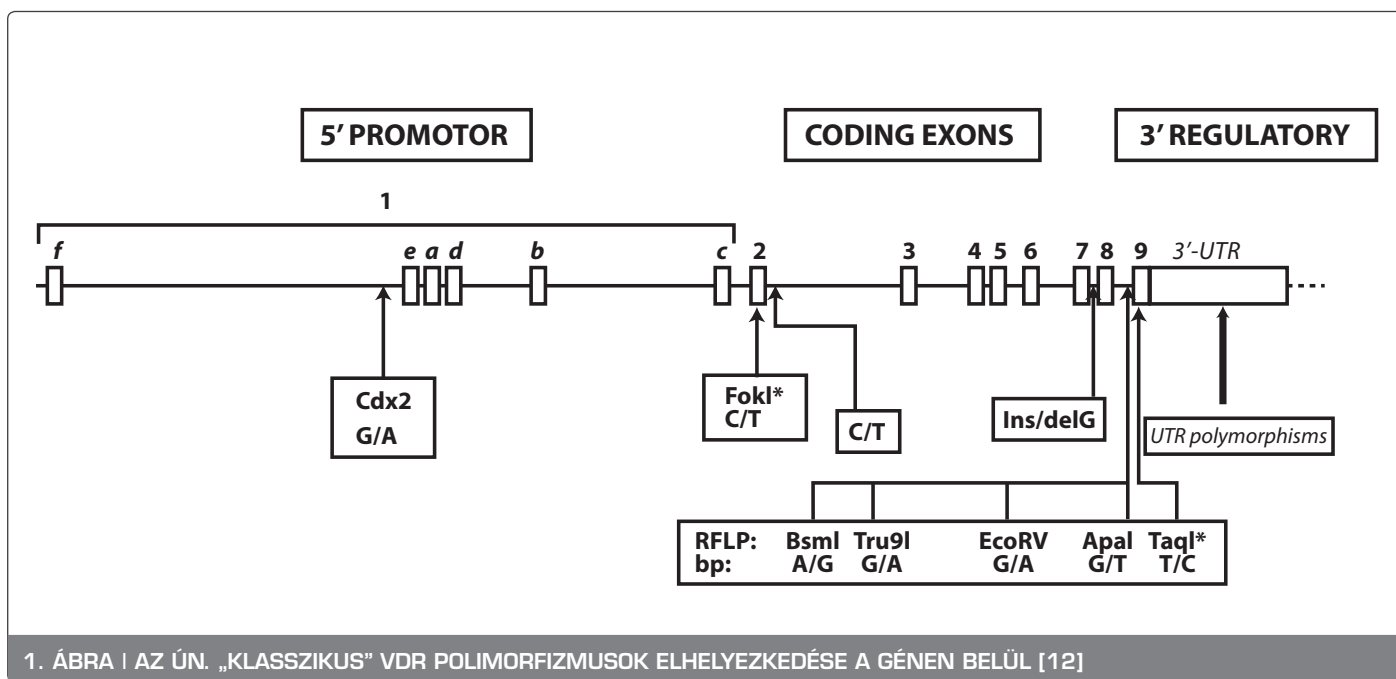 5’ PROMOTOR CODING EXONS 3’ REGULATORY
1
f e a d b c 2 3 4 5 6 7 8 9 3’-UTR
Cdx2
G/A
FokI*
C/T
C/T
Ins/delG
UTR polymorphisms
RFLP: BsmI Tru9I EcoRV ApaI TaqI*
bp: A/G G/A G/A G/T T/C
1. ÁBRA | AZ ÚN. „KLASSZIKUS” VDR POLIMORFIZMUSOK ELHELYEZKEDÉSE A GÉNEN BELÜL [12]